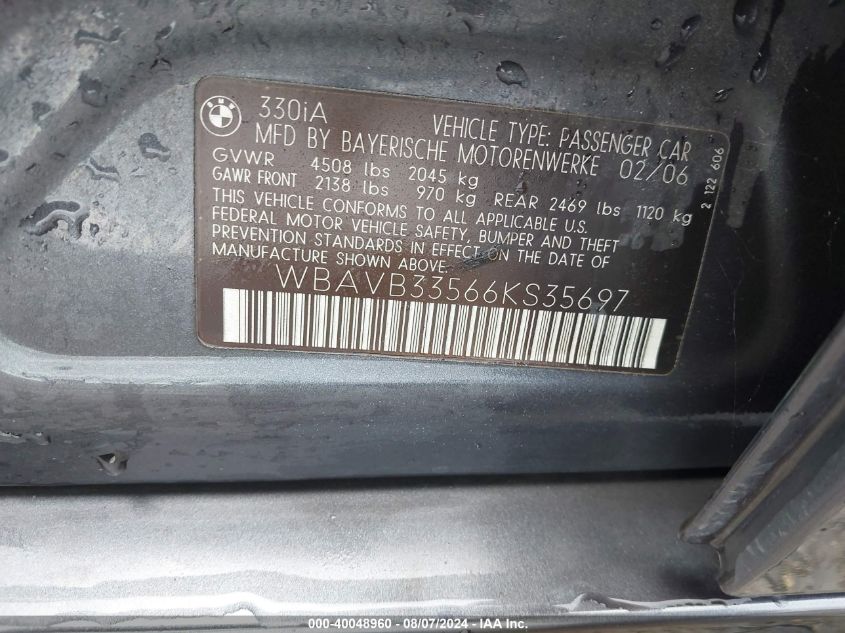 BMW
330iA VEHICLE TYPE: PASSENGER CAR
MFD BY BAYERISCHE MOTORENWERKE 02/06
GVWR 4508 lbs 2045 kg
GAWR FRONT 2138 lbs 970 kg REAR 2469 lbs 1120 kg
THIS VEHICLE CONFORMS TO ALL APPLICABLE U.S.
FEDERAL MOTOR VEHICLE SAFETY, BUMPER AND THEFT
PREVENTION STANDARDS IN EFFECT ON THE DATE OF
MANUFACTURE SHOWN ABOVE.
WBAVB33566KS35697
2 122 606
000-40048960 - 08/07/2024 - IAA Inc.